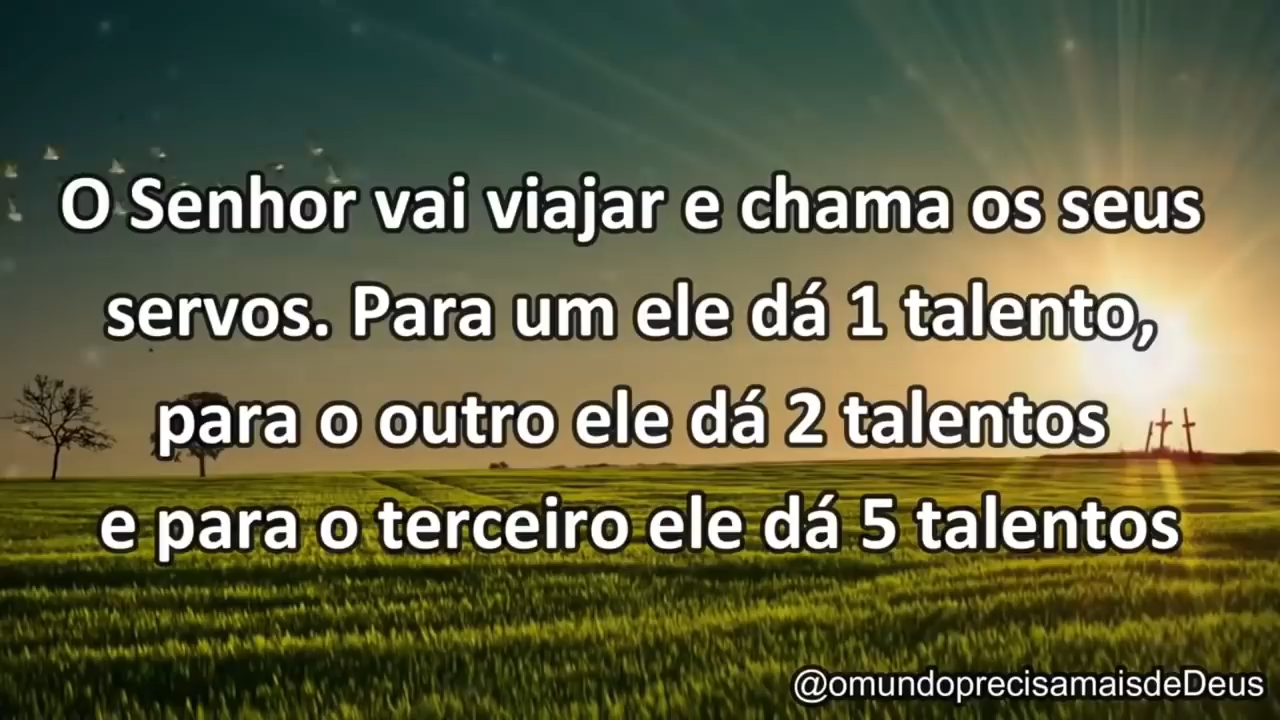 O Senhor vai viajar e chama os seus
servos. Para um ele dá 1 talento,
para o outro ele dá 2 talentos
e para o terceiro ele dá 5 talentos
@omundoprecisamaisdeDeus